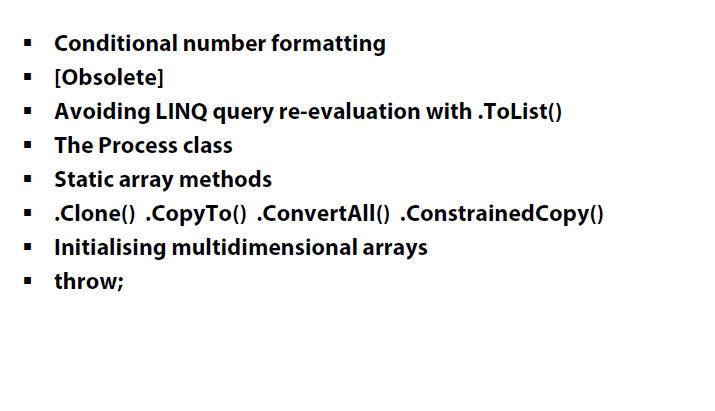 ▪ Conditional number formatting
▪ [Obsolete]
▪ Avoiding LINQ query re-evaluation with .ToList()
▪ The Process class
▪ Static array methods
▪ .Clone() .CopyTo() .ConvertAll() .ConstrainedCopy()
▪ Initialising multidimensional arrays
▪ throw;